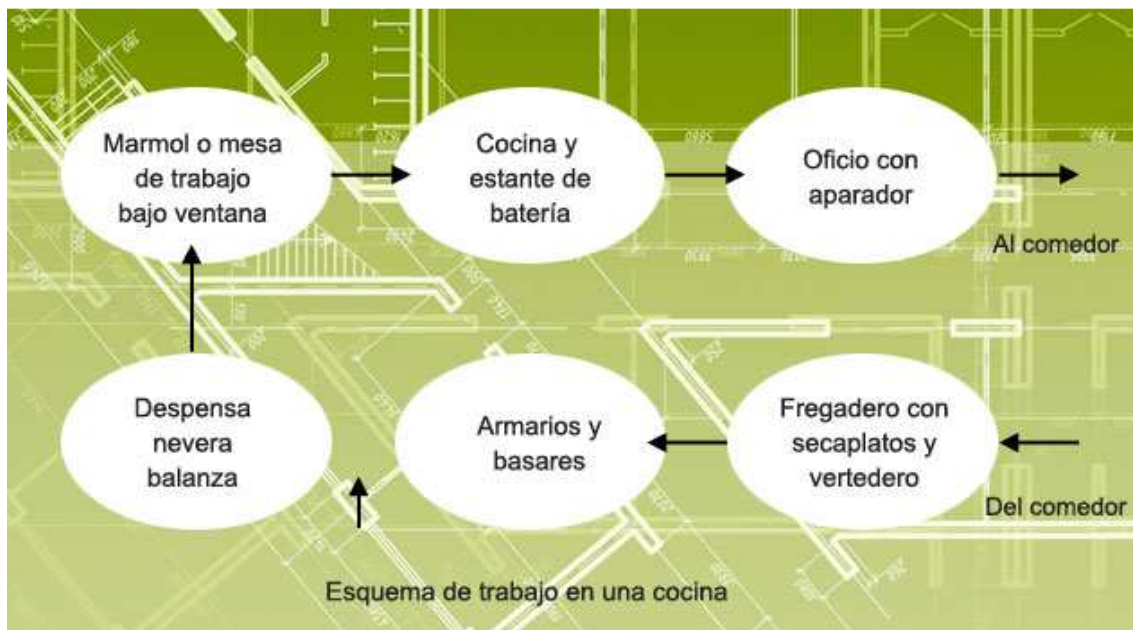 Marmol o mesa
de trabajo
bajo ventana
Cocina y
estante de
batería
Oficio con
aparador
Al comedor
Despensa
nevera
balanza
Armarios y
basares
Fregadero con
secaplatos y
vertedero
Del comedor
Esquema de trabajo en una cocina